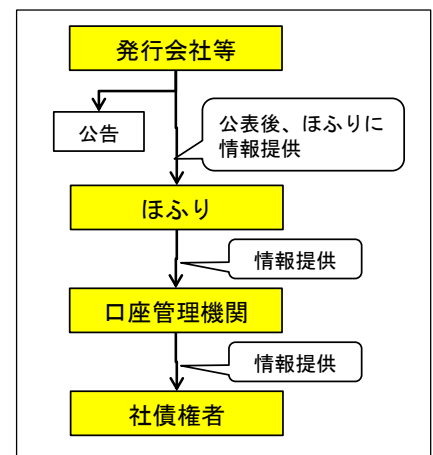 発行会社等
公告
公表後、ほふりに
情報提供
ほふり
情報提供
口座管理機関
情報提供
社債権者